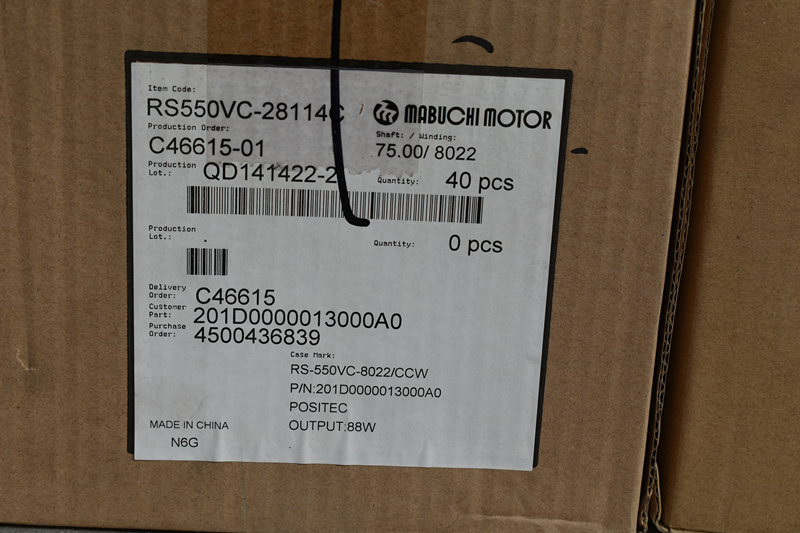 Item Code:
RS550VC-28114C
MABUCHI MOTOR
Production Order:
Shaft: / Winding:
C46615-01
75.00/ 8022
Production Lot.:
QD141422-2
Quantity:
40 pcs
Production Lot.:
Quantity:
0 pcs
Delivery Order:
C46615
Customer Part:
201D0000013000A0
Purchase Order:
4500436839
Case Mark:
RS-550VC-8022/CCW
P/N:201D0000013000A0
POSITEC
OUTPUT:88W
MADE IN CHINA
N6G